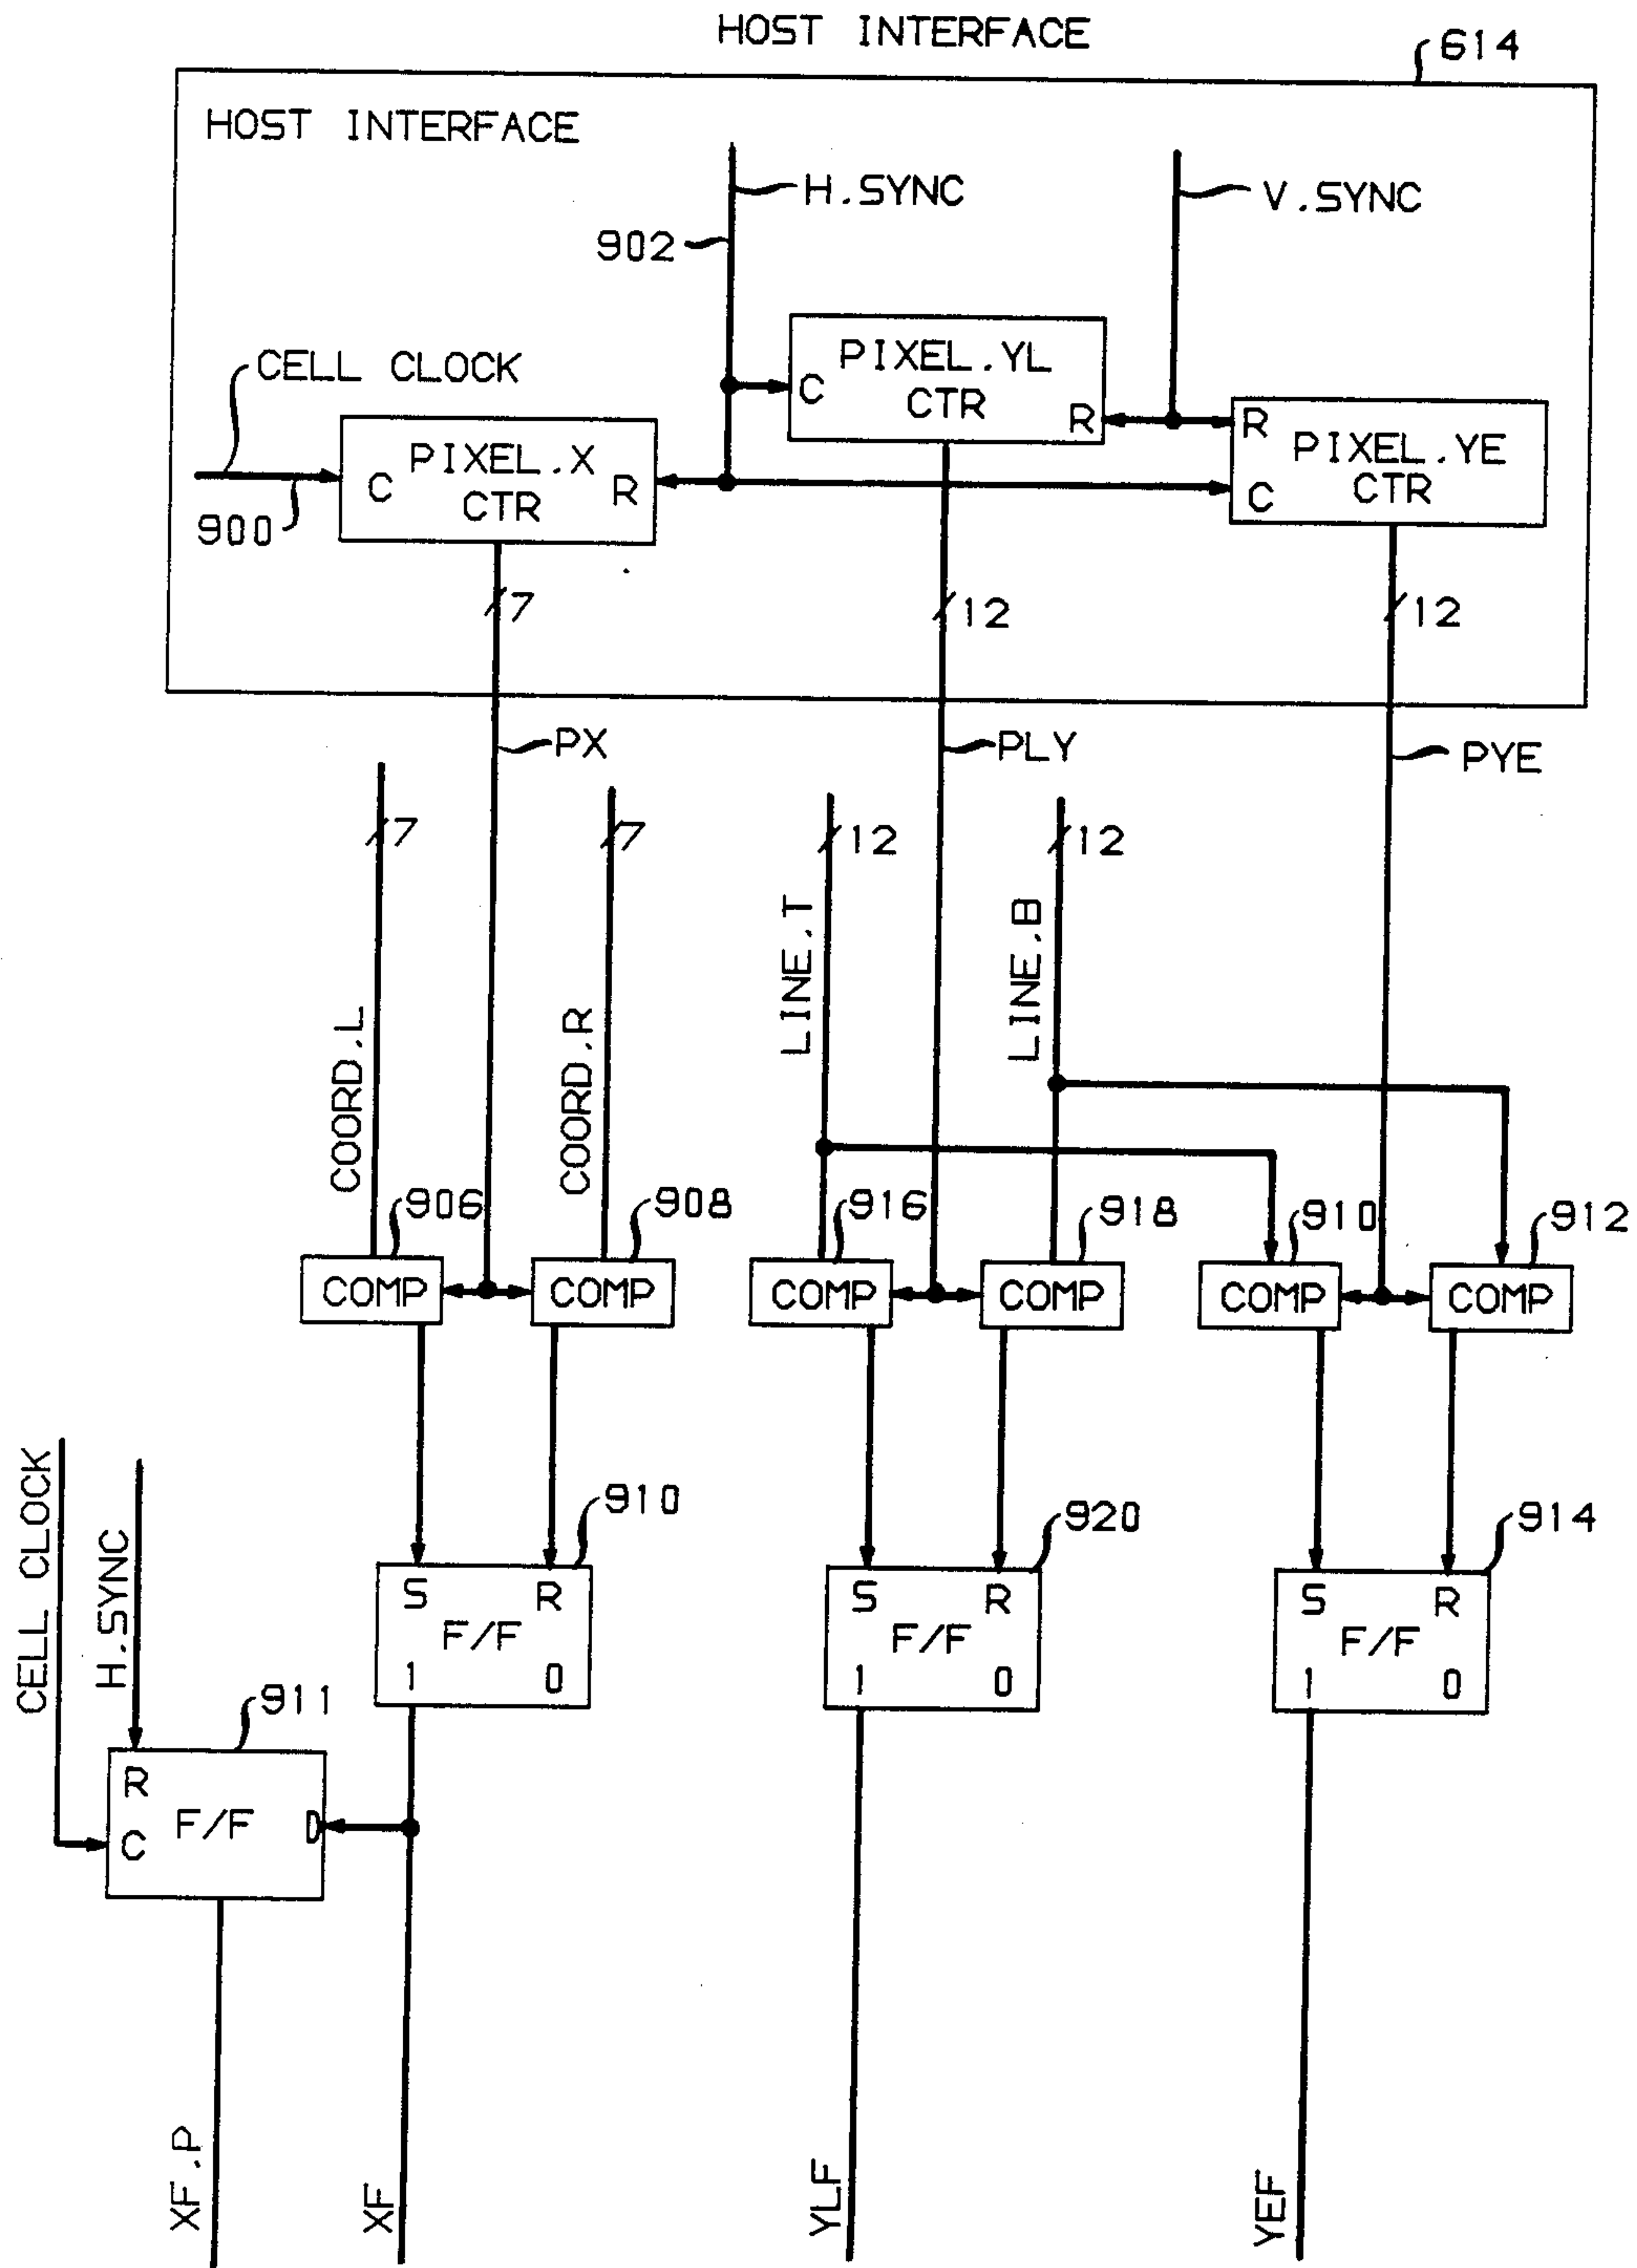 HOST INTERFACE
614
HOST INTERFACE
H.SYNC
V.SYNC
902
CELL CLOCK
PIXEL.YL
CTR
C
R
PIXEL.X
CTR
C
R
PIXEL.YE
CTR
R
C
900
7
12
12
PX
PLY
PYE
7
7
12
12
COORD.L
COORD.R
LINE.T
LINE.B
906
908
916
918
910
912
COMP
COMP
COMP
COMP
COMP
COMP
CELL CLOCK
H.SYNC
910
920
914
S
R
F/F
1
0
S
R
F/F
1
0
S
R
F/F
1
0
911
R
F/F
D
C
XF.P
XF
YLF
YEF